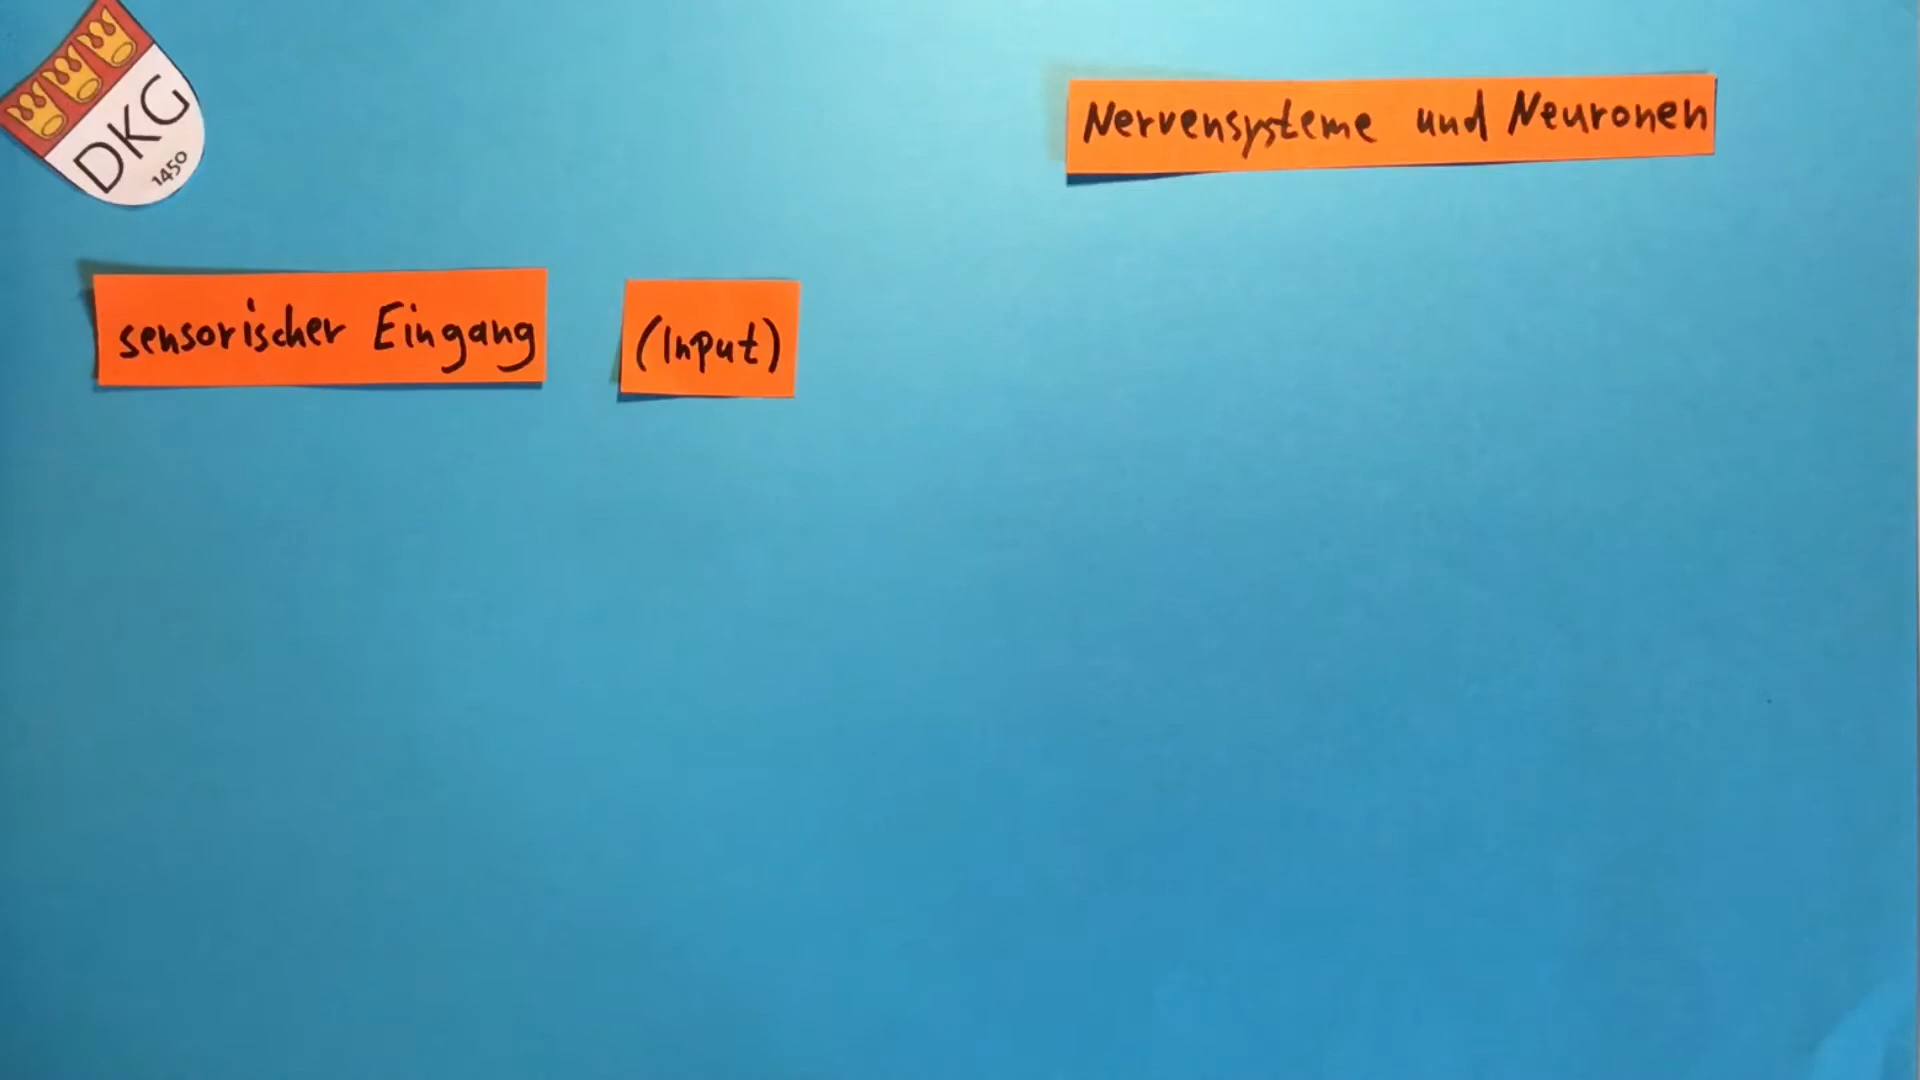 DKG
1450
Nervensysteme und Neuronen
sensorischer Eingang
(Input)